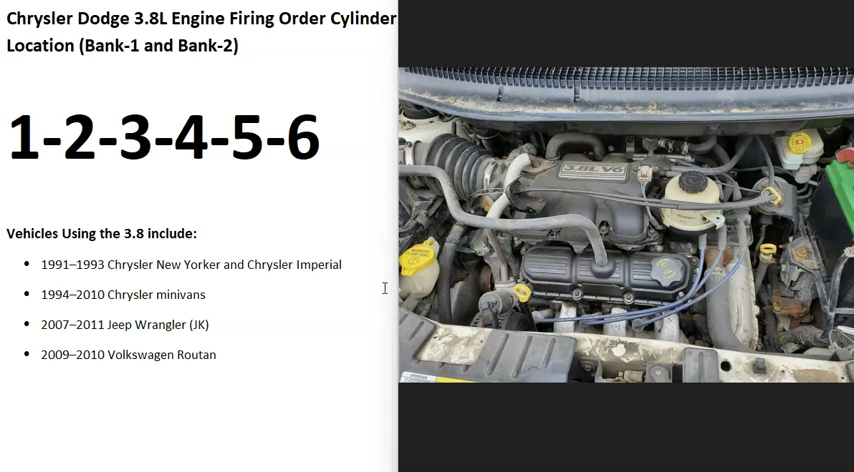 Chrysler Dodge 3.8L Engine Firing Order Cylinder
Location (Bank-1 and Bank-2)
1-2-3-4-5-6
Vehicles Using the 3.8 include:
1991–1993 Chrysler New Yorker and Chrysler Imperial
1994–2010 Chrysler minivans
2007–2011 Jeep Wrangler (JK)
2009–2010 Volkswagen Routan
3.8L V6